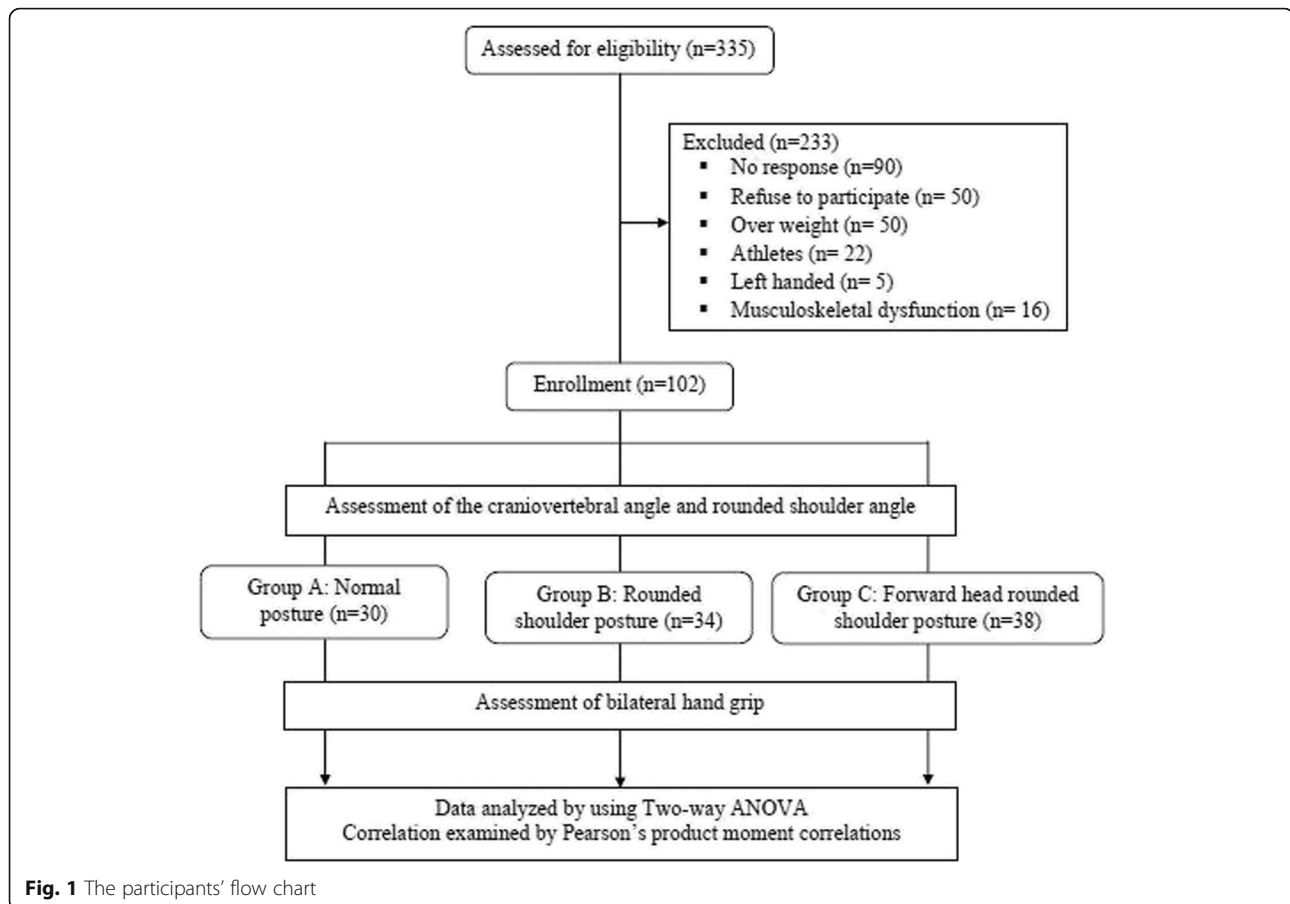 Assessed for eligibility (n=335)
Excluded (n=233)
▪ No response (n=90)
▪ Refuse to participate (n= 50)
▪ Over weight (n= 50)
▪ Athletes (n= 22)
▪ Left handed (n= 5)
▪ Musculoskeletal dysfunction (n= 16)
Enrollment (n=102)
Assessment of the craniovertebral angle and rounded shoulder angle
Group A: Normal
posture (n=30)
Group B: Rounded
shoulder posture (n=34)
Group C: Forward head rounded
shoulder posture (n=38)
Assessment of bilateral hand grip
Data analyzed by using Two-way ANOVA
Correlation examined by Pearson’s product moment correlations
Fig. 1 The participants’ flow chart